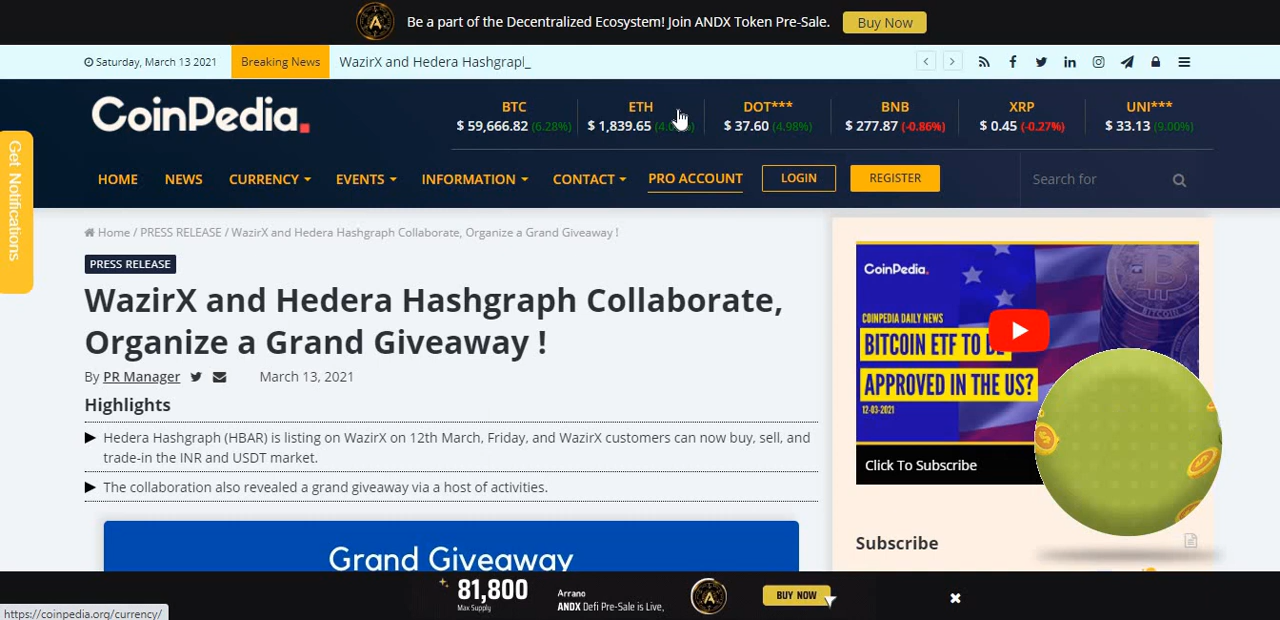 Be a part of the Decentralized Ecosystem! Join ANDX Token Pre-Sale.
Buy Now
Saturday, March 13 2021
Breaking News
WazirX and Hedera Hashgrapl_
CoinPedia.
BTC
$ 59,666.82 (6.28%)
ETH
$ 1,839.65
DOT***
$ 37.60 (4.98%)
BNB
$ 277.87 (-0.86%)
XRP
$ 0.45 (-0.27%)
UNI***
$ 33.13 (9.00%)
HOME
NEWS
CURRENCY
EVENTS
INFORMATION
CONTACT
PRO ACCOUNT
LOGIN
REGISTER
Search for
Get Notifications
Home / PRESS RELEASE / WazirX and Hedera Hashgraph Collaborate, Organize a Grand Giveaway !
PRESS RELEASE
WazirX and Hedera Hashgraph Collaborate,
Organize a Grand Giveaway !
By PR Manager March 13, 2021
Highlights
Hedera Hashgraph (HBAR) is listing on WazirX on 12th March, Friday, and WazirX customers can now buy, sell, and
trade-in the INR and USDT market.
The collaboration also revealed a grand giveaway via a host of activities.
Grand Giveaway
CoinPedia.
COINPEDIA DAILY NEWS
BITCOIN ETF TO BE
APPROVED IN THE US?
12-03-2021
Click To Subscribe
Subscribe
81,800
Max Supply
Arrano
ANDX Defi Pre-Sale is Live,
BUY NOW
https://coinpedia.org/currency/